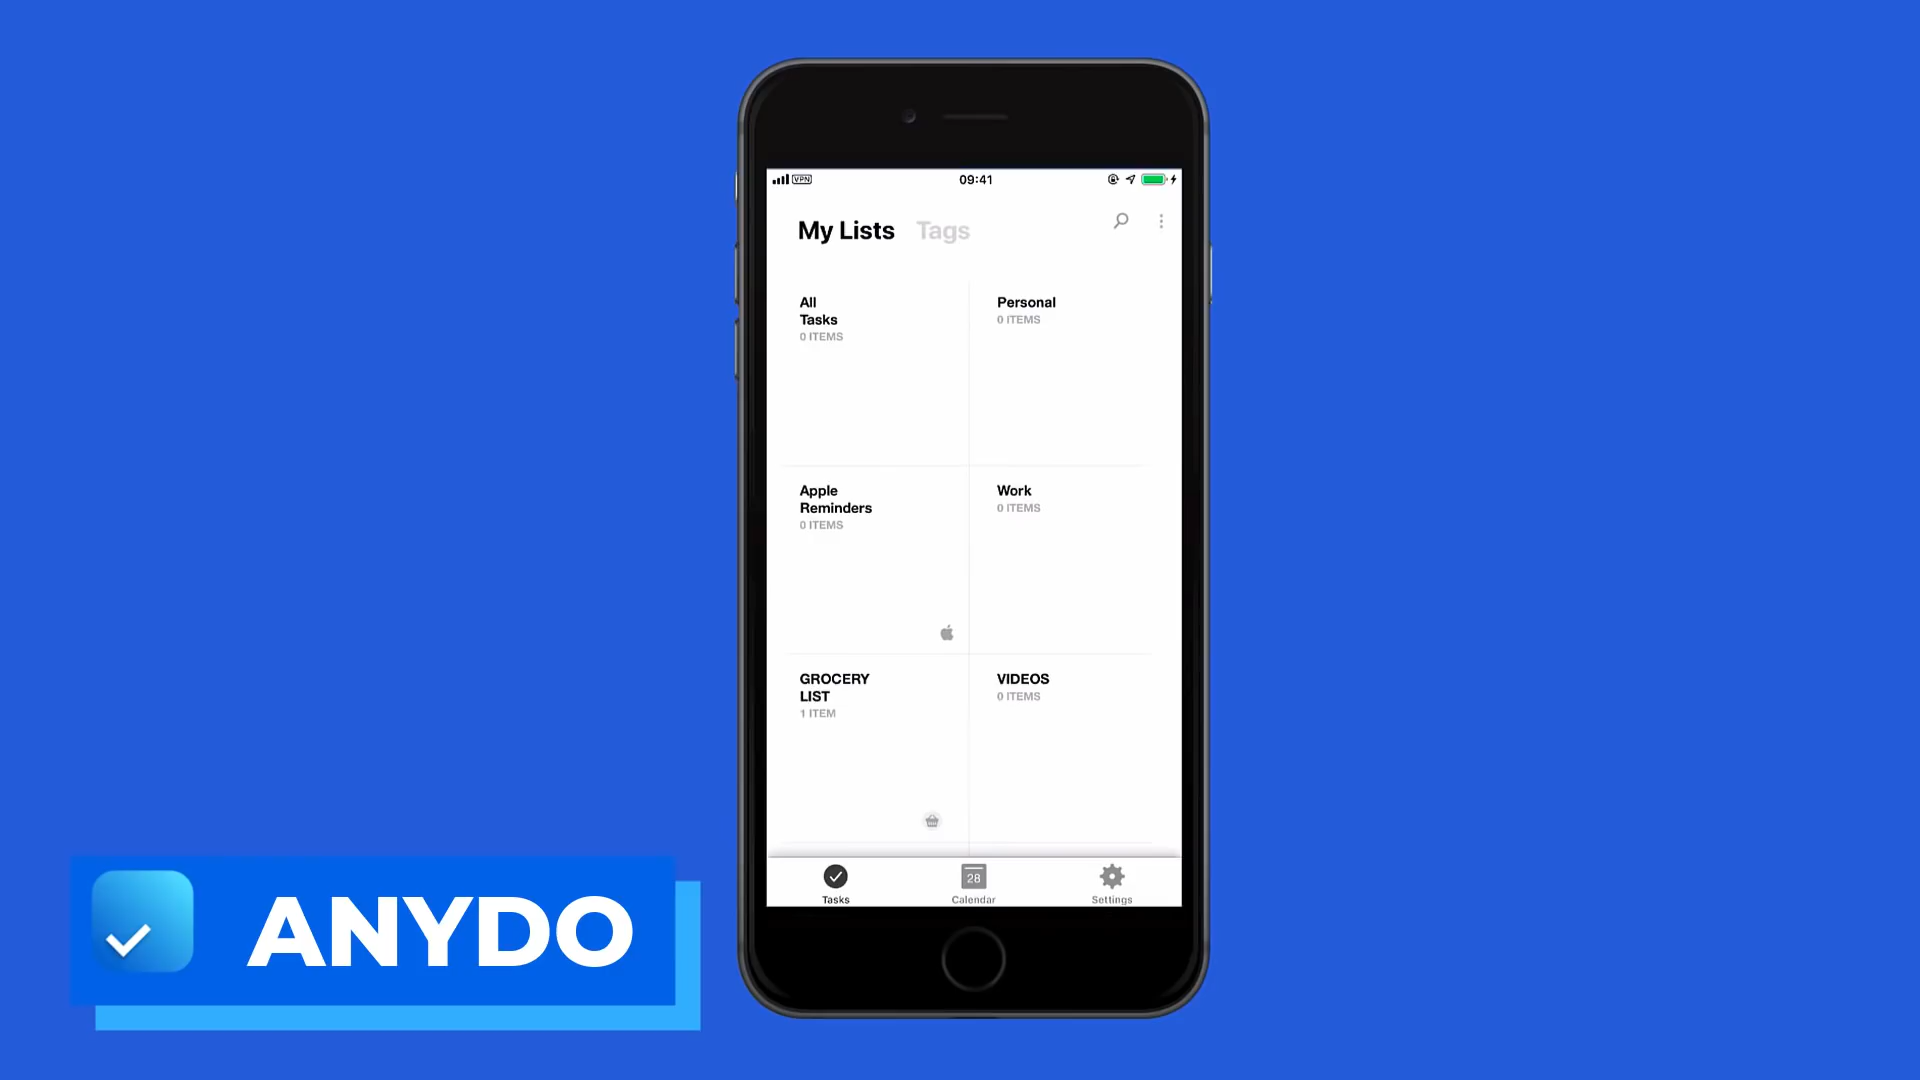 VPN
09:41
My Lists Tags
All
Tasks
0 ITEMS
Personal
0 ITEMS
Apple
Reminders
0 ITEMS
Work
0 ITEMS
GROCERY
LIST
1 ITEM
VIDEOS
0 ITEMS
28
Tasks
Calendar
Settings
ANYDO